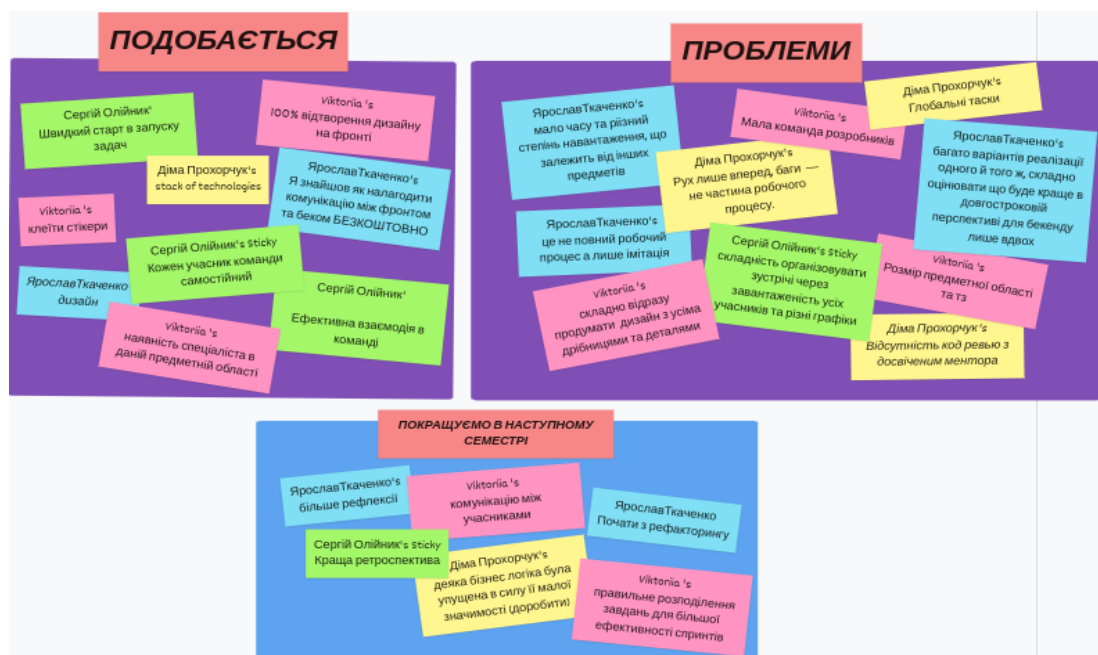 ПОДОБАЄТЬСЯ
Сергій Олійник'
Швидкий старт в запуску
задач
Viktoriia 's
100% відтворення дизайну
на фронті
Діма Прохорчук's
stack of technologies
ЯрославТкаченко's
Я знайшов як налагодити
комунікацію між фронтом
та беком БЕЗКОШТОВНО
Viktoriia 's
клеїти стікери
Сергій Олійник's Sticky
Кожен учасник команди
самостійний
ЯрославТкаченко
дизайн
Сергій Олійник'
Ефективна взаємодія в
команді
Viktoriia 's
наявність спеціаліста в
даній предметній області
ПРОБЛЕМИ
ЯрославТкаченко's
мало часу та різний
степінь навантаження, що
залежить від інших
предметів
Viktoriia 's
Мала команда розробників
Діма Прохорчук's
Глобальні таски
Діма Прохорчук's
Рух лише вперед, баги —
не частина робочого
процесу.
ЯрославТкаченко's
багато варіантів реалізації
одного й того ж, складно
оцінювати що буде краще в
довгостроковій
перспективі для бекенду
лише вдвох
ЯрославТкаченко's
це не повний робочий
процес а лише імітація
Сергій Олійник's Sticky
складність організовувати
зустрічі через
завантаженість усіх
учасників та різні графіки
Viktoriia 's
Розмір предметної області
та тз
Viktoriia 's
складно відразу
продумати дизайн з усіма
дрібницями та деталями
Діма Прохорчук's
Відсутність код ревью з
досвіченим ментора
ПОКРАЩУЄМО В НАСТУПНОМУ
СЕМЕСТРІ
ЯрославТкаченко's
більше рефлексії
Viktoriia 's
комунікацію між
учасниками
ЯрославТкаченко
Почати з рефакторингу
Сергій Олійник's Sticky
Краща ретроспектива
Діма Прохорчук's
деяка бізнес логіка була
упущена в силу її малої
значимості (доробити)
Viktoriia 's
правильне розподілення
завдань для більшої
ефективності спринтів